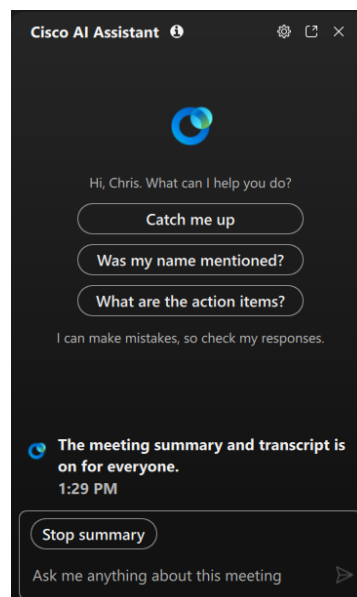 Cisco AI Assistant
Hi, Chris. What can I help you do?
Catch me up
Was my name mentioned?
What are the action items?
I can make mistakes, so check my responses.
The meeting summary and transcript is
on for everyone.
1:29 PM
Stop summary
Ask me anything about this meeting